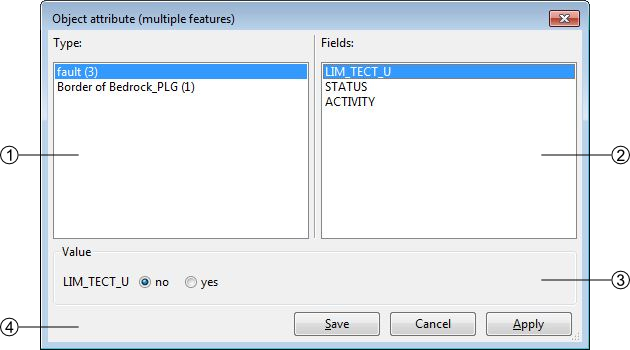 Object attribute (multiple features)
Type:
Fields:
fault (3)
Border of Bedrock_PLG (1)
LIM_TECT_U
STATUS
ACTIVITY
1
2
Value
LIM_TECT_U no yes
3
4
Save Cancel Apply